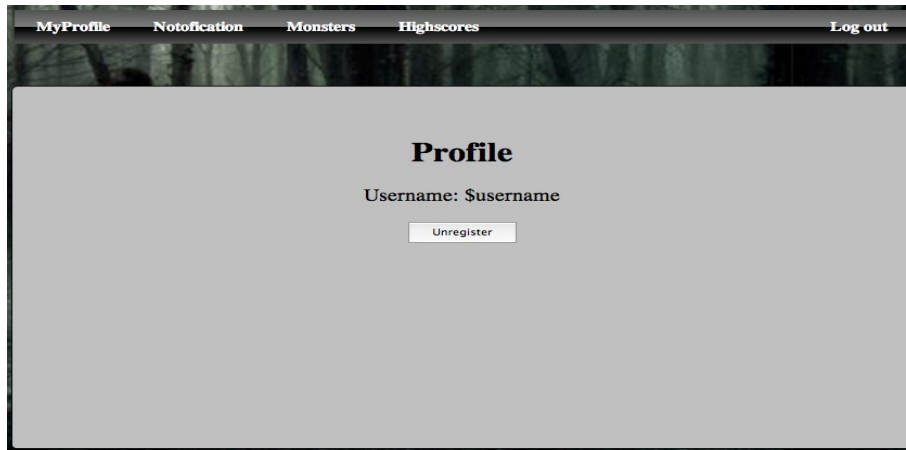 MyProfile Notofication Monsters Highscores Log out
Profile
Username: $username
Unregister